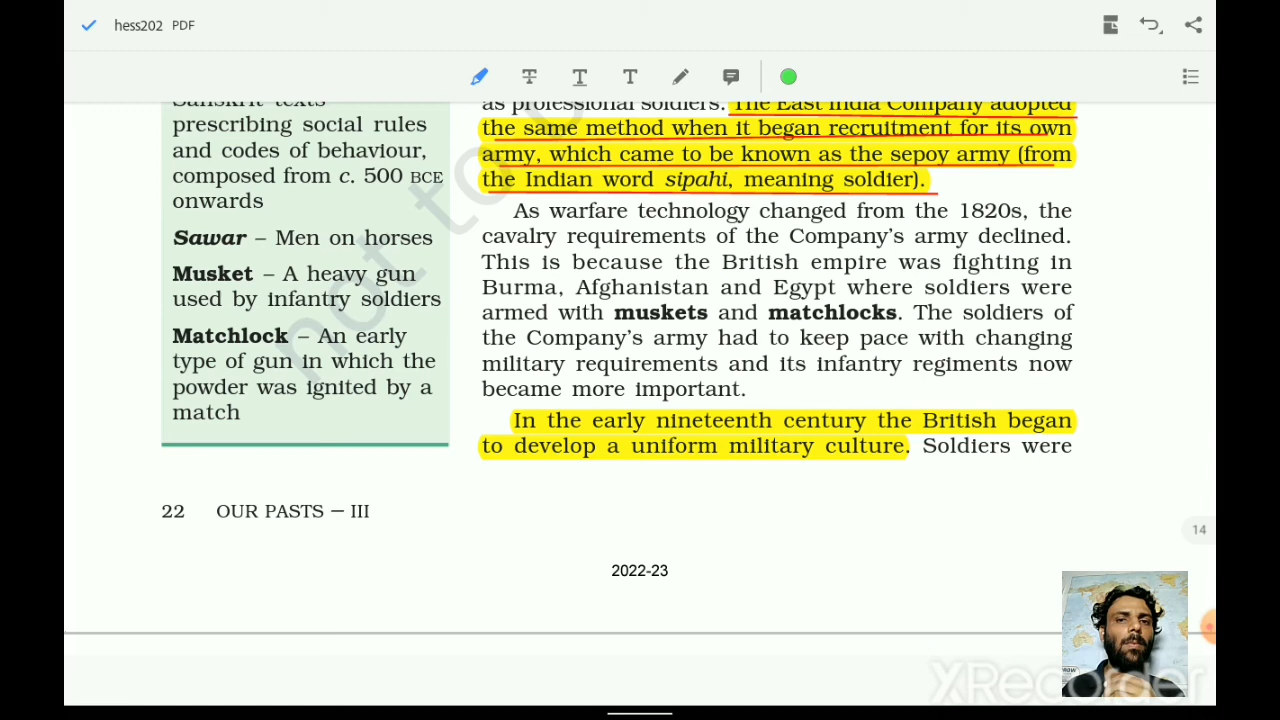 hess202 PDF
Sanskrit texts
prescribing social rules
and codes of behaviour,
composed from c. 500 BCE
onwards
Sawar – Men on horses
Musket – A heavy gun
used by infantry soldiers
Matchlock – An early
type of gun in which the
powder was ignited by a
match
as professional soldiers. The East India Company adopted
the same method when it began recruitment for its own
army, which came to be known as the sepoy army (from
the Indian word sipahi, meaning soldier).
As warfare technology changed from the 1820s, the
cavalry requirements of the Company's army declined.
This is because the British empire was fighting in
Burma, Afghanistan and Egypt where soldiers were
armed with muskets and matchlocks. The soldiers of
the Company's army had to keep pace with changing
military requirements and its infantry regiments now
became more important.
In the early nineteenth century the British began
to develop a uniform military culture. Soldiers were
not to b
22 OUR PASTS – III
14
2022-23
XRecorder